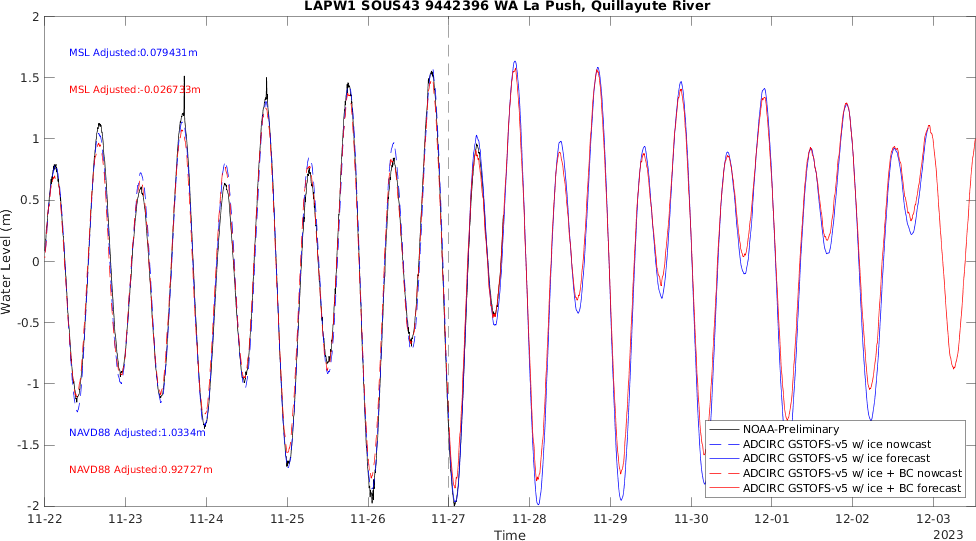 LAPW1 SOUS43 9442396 WA La Push, Quillayute River
MSL Adjusted:0.079431m
MSL Adjusted:-0.026733m
NAVD88 Adjusted:1.0334m
NAVD88 Adjusted:0.92727m
Water Level (m)
2
1.5
1
0.5
0
-0.5
-1
-1.5
-2
NOAA-Preliminary
ADCIRC GSTOFS-v5 w/ ice nowcast
ADCIRC GSTOFS-v5 w/ ice forecast
ADCIRC GSTOFS-v5 w/ ice + BC nowcast
ADCIRC GSTOFS-v5 w/ ice + BC forecast
11-22 11-23 11-24 11-25 11-26 11-27 11-28 11-29 11-30 12-01 12-02 12-03
Time
2023